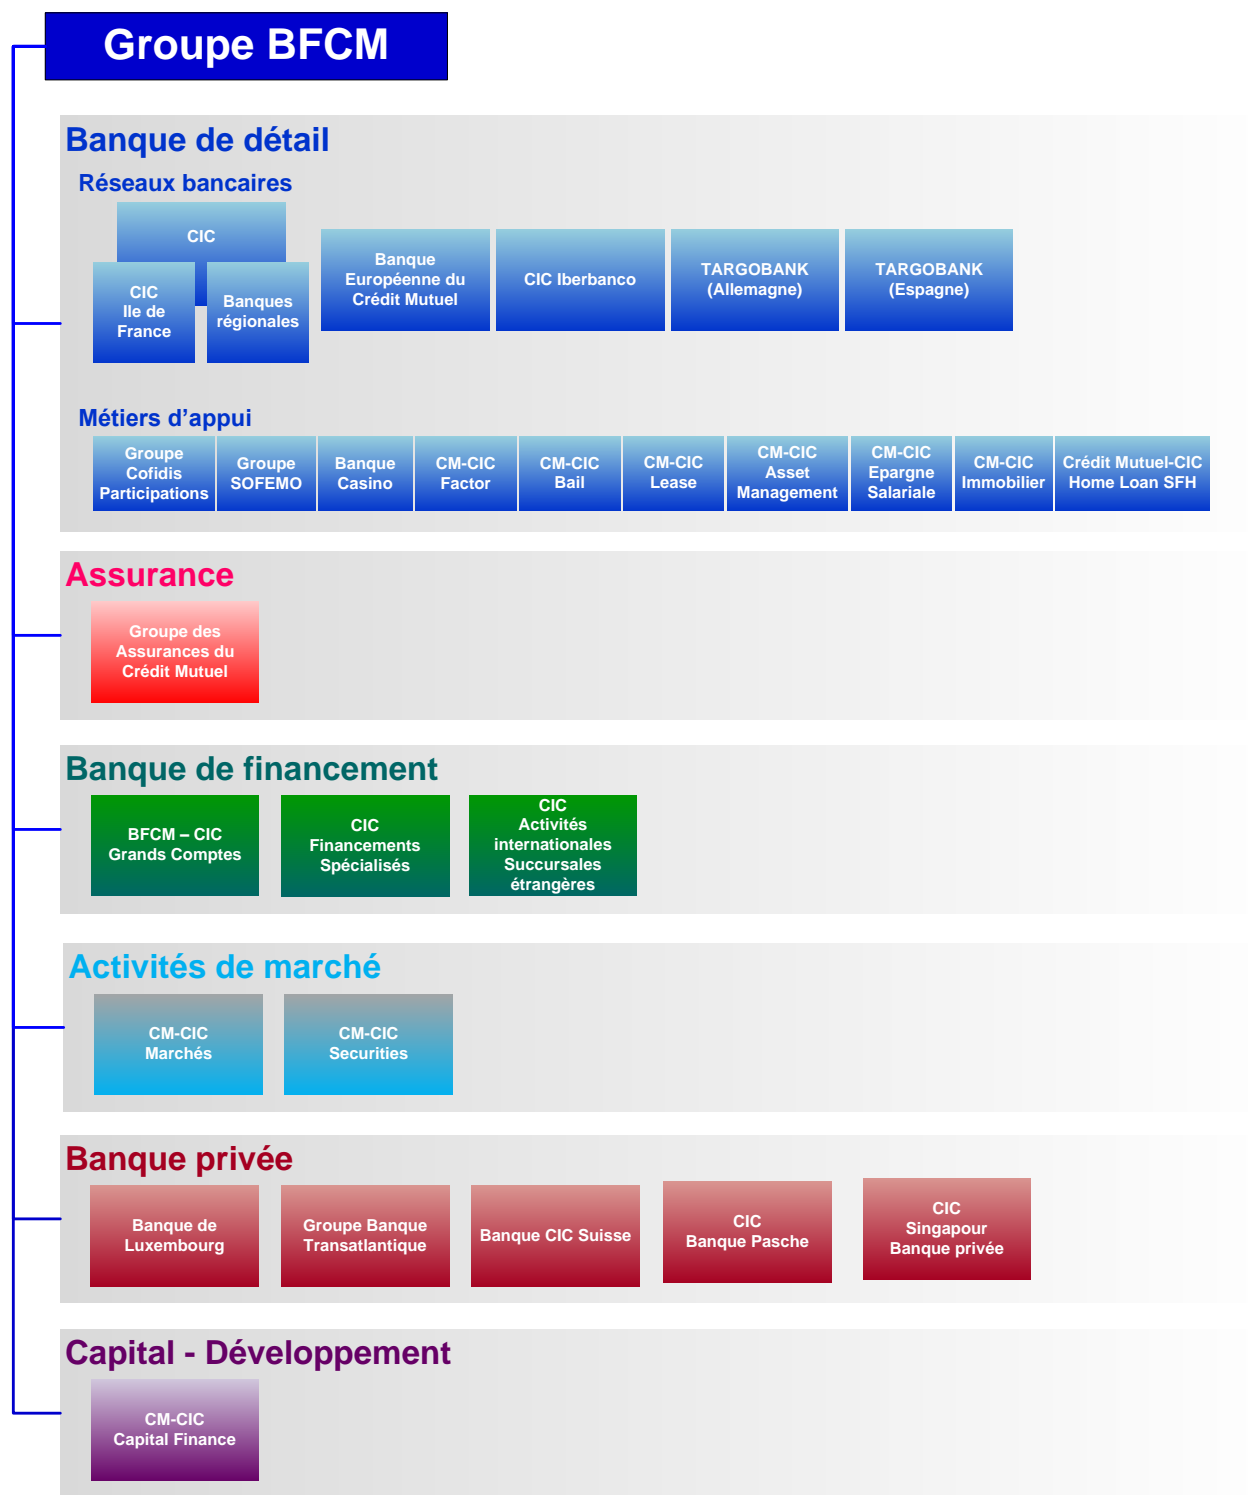 Groupe BFCM
Banque de détail
Réseaux bancaires
CIC
CIC
Ile de
France
Banques
régionales
Banque
Européenne du
Crédit Mutuel
CIC Iberbanco
TARGOBANK
(Allemagne)
TARGOBANK
(Espagne)
Métiers d’appui
Groupe
Cofidis
Participations
Groupe
SOFEMO
Banque
Casino
CM-CIC
Factor
CM-CIC
Bail
CM-CIC
Lease
CM-CIC
Asset
Management
CM-CIC
Epargne
Salariale
CM-CIC
Immobilier
Crédit Mutuel-CIC
Home Loan SFH
Assurance
Groupe des
Assurances du
Crédit Mutuel
Banque de financement
BFCM – CIC
Grands Comptes
CIC
Financements
Spécialisés
CIC
Activités
internationales
Succursales
étrangères
Activités de marché
CM-CIC
Marchés
CM-CIC
Securities
Banque privée
Banque de
Luxembourg
Groupe Banque
Transatlantique
Banque CIC Suisse
CIC
Banque Pasche
CIC
Singapour
Banque privée
Capital - Développement
CM-CIC
Capital Finance